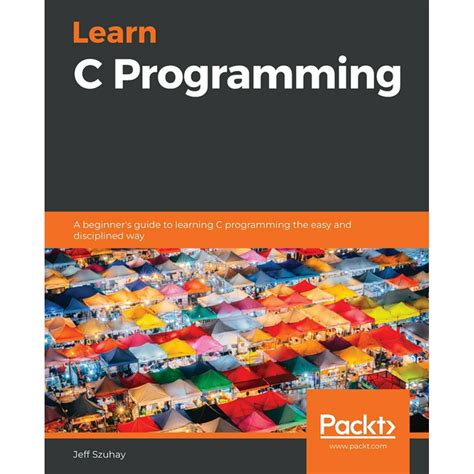 Learn
C Programming
A beginner's guide to learning C programming the easy and
disciplined way
Packt>
www.packt.com
Jeff Szuhay